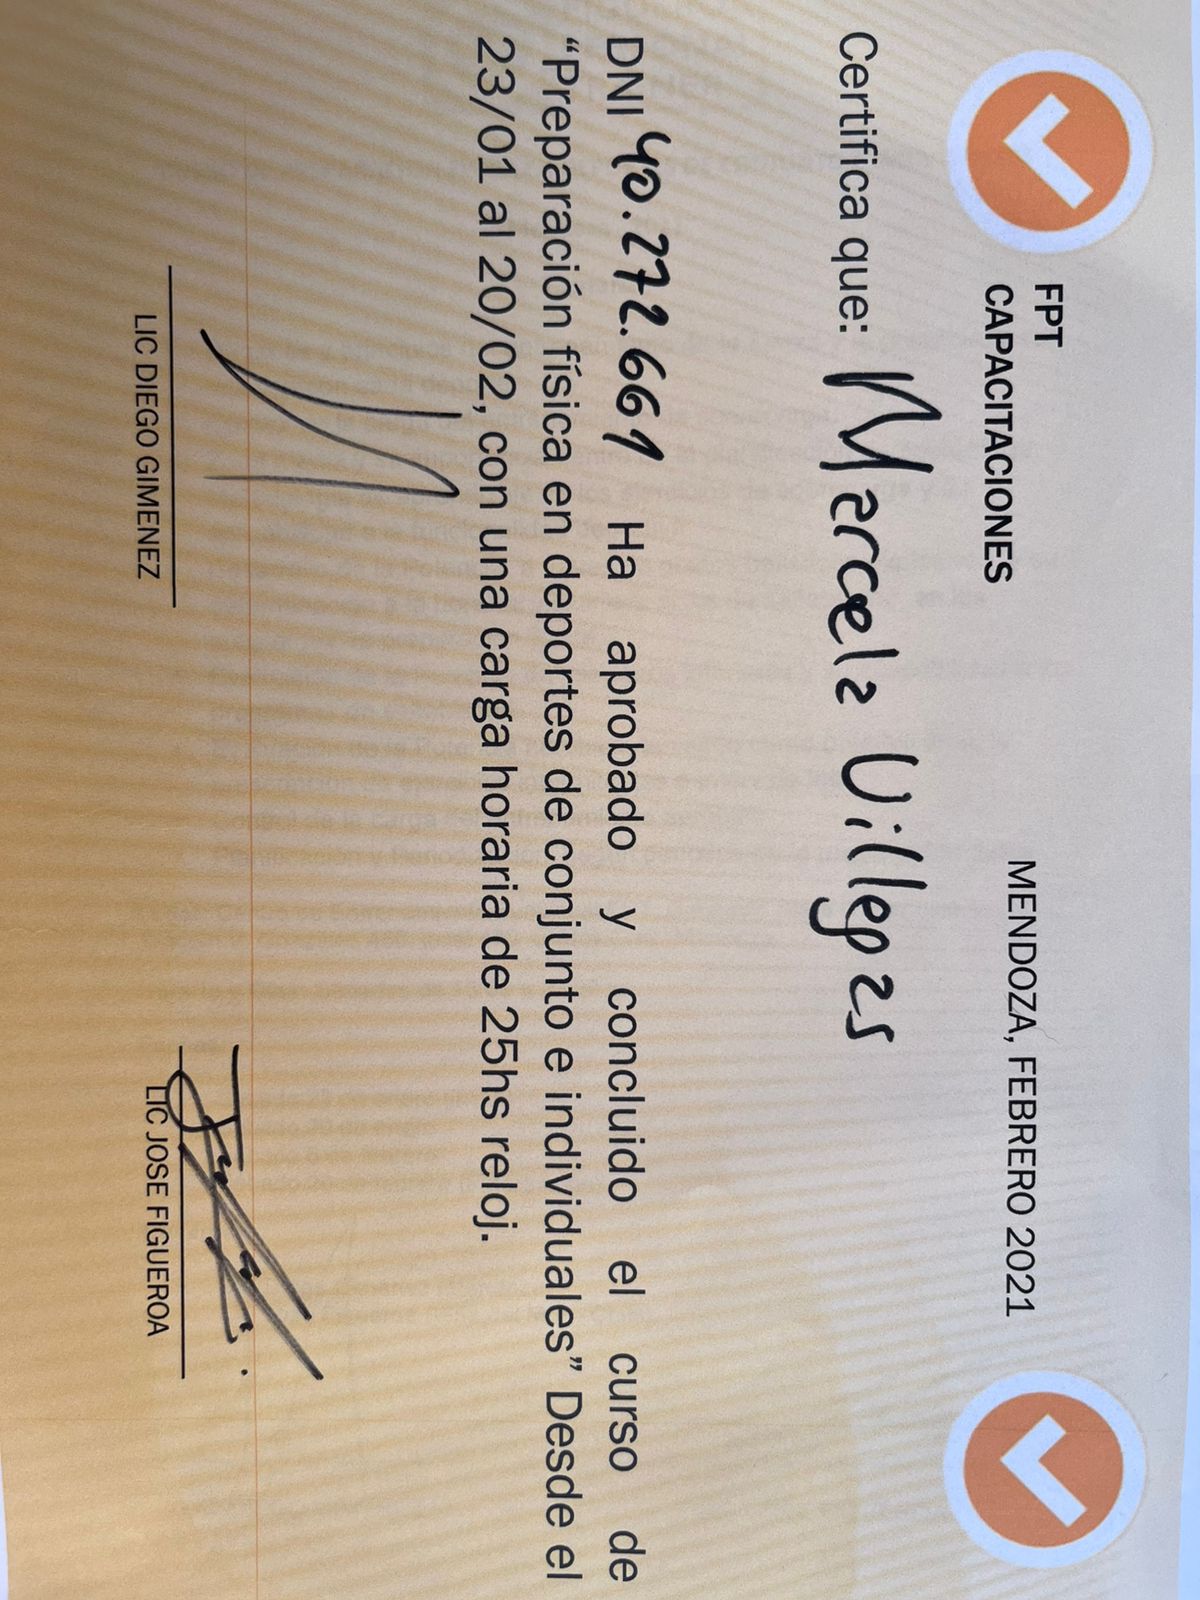 FPT
CAPACITACIONES
MENDOZA, FEBRERO 2021
Certifica que: Marcela Villegas
DNI 40.272.661 Ha aprobado y concluido el curso de
“Preparación física en deportes de conjunto e individuales” Desde el
23/01 al 20/02, con una carga horaria de 25hs reloj.
LIC DIEGO GIMENEZ
LIC JOSE FIGUEROA